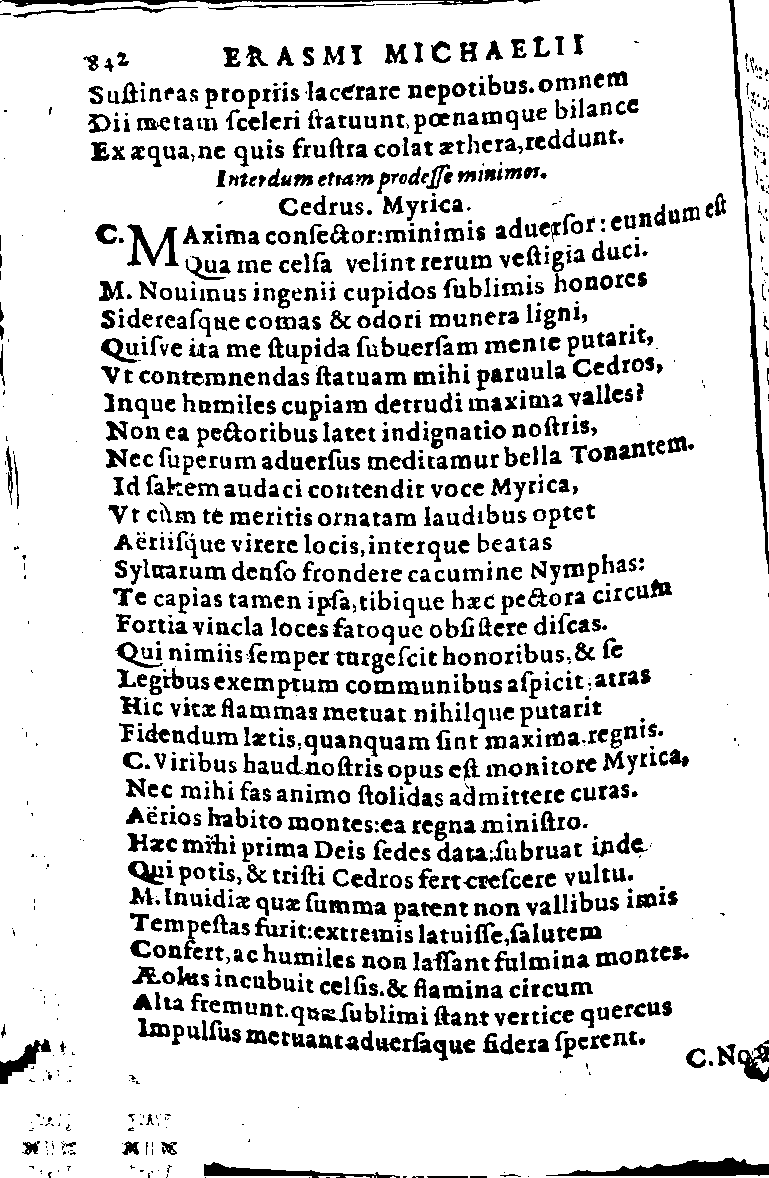 842 ERASMI MICHAELII
Suſtineas propriis lacerare nepotibus. omnem
Dii metam ſceleri ſtatuunt, pœnamque bilance
Ex æqua, ne quis fruſtra colat æthera, reddunt.
Interdum etiam prodeſſe minimos.
Cedrus. Myrica.
C. MAxima conſector: minimis aduerſor: eundum eſt
Qua me celſa velint rerum veſtigia duci.
M. Nouimus ingenii cupidos ſublimis honores
Sidereaſque comas & odori munera ligni,
Quiſve ita me ſtupida ſubuerſam mente putarit,
Vt contemnendas ſtatuam mihi paruula Cedros,
Inque humiles cupiam detrudi maxima valles?
Non ea pectoribus latet indignatio noſtris,
Nec ſuperum aduerſus meditamur bella Tonantem.
Id ſaltem audaci contendit voce Myrica,
Vt cùm te meritis ornatam laudibus optet
Aëriiſque virere locis, interque beatas
Syluarum denſo frondere cacumine Nymphas:
Te capias tamen ipſa, tibique hæc pectora circum
Fortia vincla loces fatoque obſiſtere diſcas.
Qui nimiis ſemper turgeſcit honoribus, & ſe
Legibus exemptum communibus aſpicit, atras
Hic vitæ flammas metuat nihilque putarit
Fidendum lætis, quanquam ſint maxima, regnis.
C. Viribus haud noſtris opus eſt monitore Myrica,
Nec mihi fas animo ſtolidas admittere curas.
Aërios habito montes: ea regna miniſtro.
Hæc mihi prima Deis ſedes data: ſubruat inde
Qui potis, & triſti Cedros fert creſcere vultu.
M. Inuidiæ quæ ſumma patent non vallibus imis
Tempeſtas furit: extremis latuiſſe, ſalutem
Confert, ac humiles non laſſant fulmina montes.
Æolus incubuit celſis. & flamina circum
Alta fremunt. quæ ſublimi ſtant vertice quercus
Impulſus metuant aduerſaque ſidera ſperent.